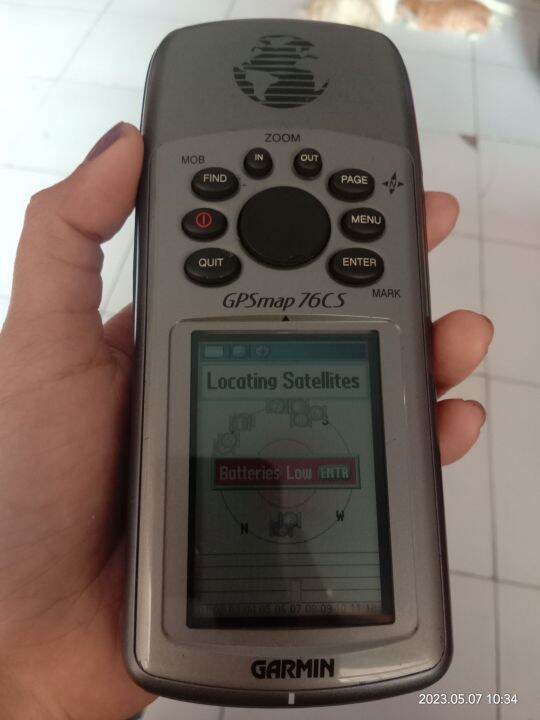 ZOOM
MOB
IN
OUT
FIND
PAGE
N
MENU
QUIT
ENTER
MARK
GPSmap 76CS
Locating Satellites
S
Batteries Low ENTR
N
W
GARMIN
2023.05.07 10:34